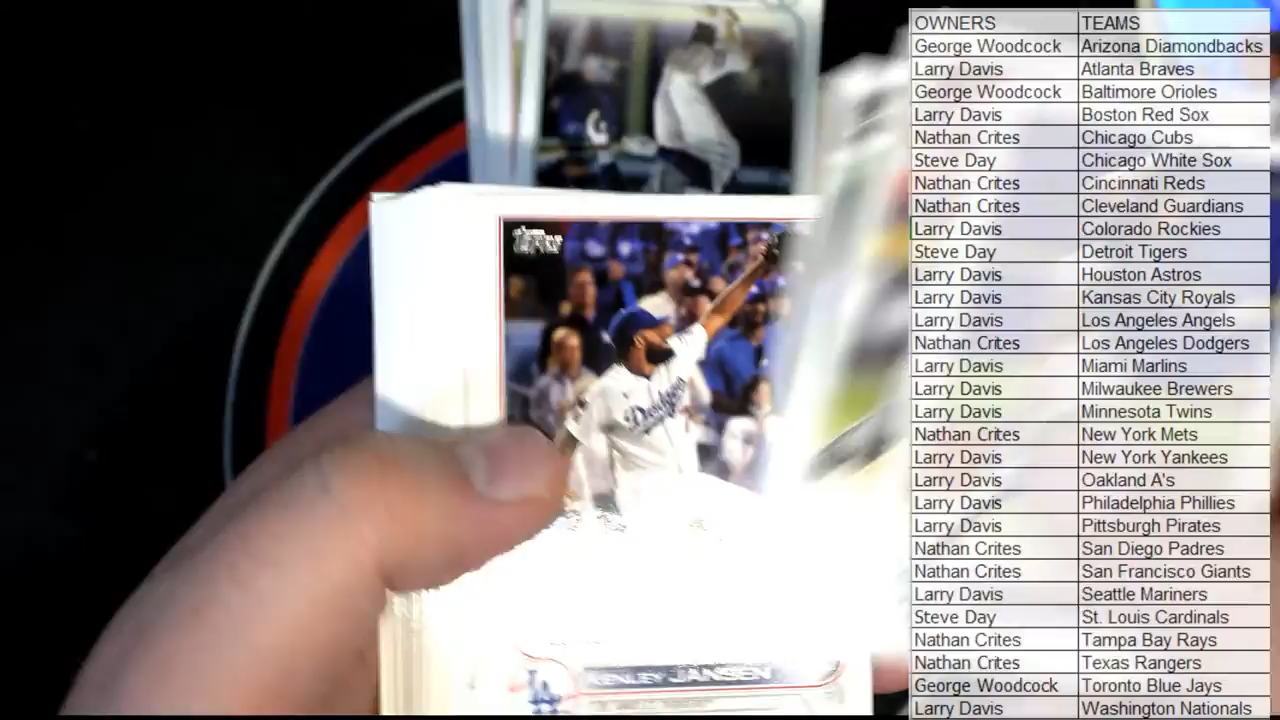 topps
Dodgers
KENLEY JANSEN
LA
OWNERS TEAMS
George Woodcock Arizona Diamondbacks
Larry Davis Atlanta Braves
George Woodcock Baltimore Orioles
Larry Davis Boston Red Sox
Nathan Crites Chicago Cubs
Steve Day Chicago White Sox
Nathan Crites Cincinnati Reds
Nathan Crites Cleveland Guardians
Larry Davis Colorado Rockies
Steve Day Detroit Tigers
Larry Davis Houston Astros
Larry Davis Kansas City Royals
Larry Davis Los Angeles Angels
Nathan Crites Los Angeles Dodgers
Larry Davis Miami Marlins
Larry Davis Milwaukee Brewers
Larry Davis Minnesota Twins
Nathan Crites New York Mets
Larry Davis New York Yankees
Larry Davis Oakland A's
Larry Davis Philadelphia Phillies
Larry Davis Pittsburgh Pirates
Nathan Crites San Diego Padres
Nathan Crites San Francisco Giants
Larry Davis Seattle Mariners
Steve Day St. Louis Cardinals
Nathan Crites Tampa Bay Rays
Nathan Crites Texas Rangers
George Woodcock Toronto Blue Jays
Larry Davis Washington Nationals